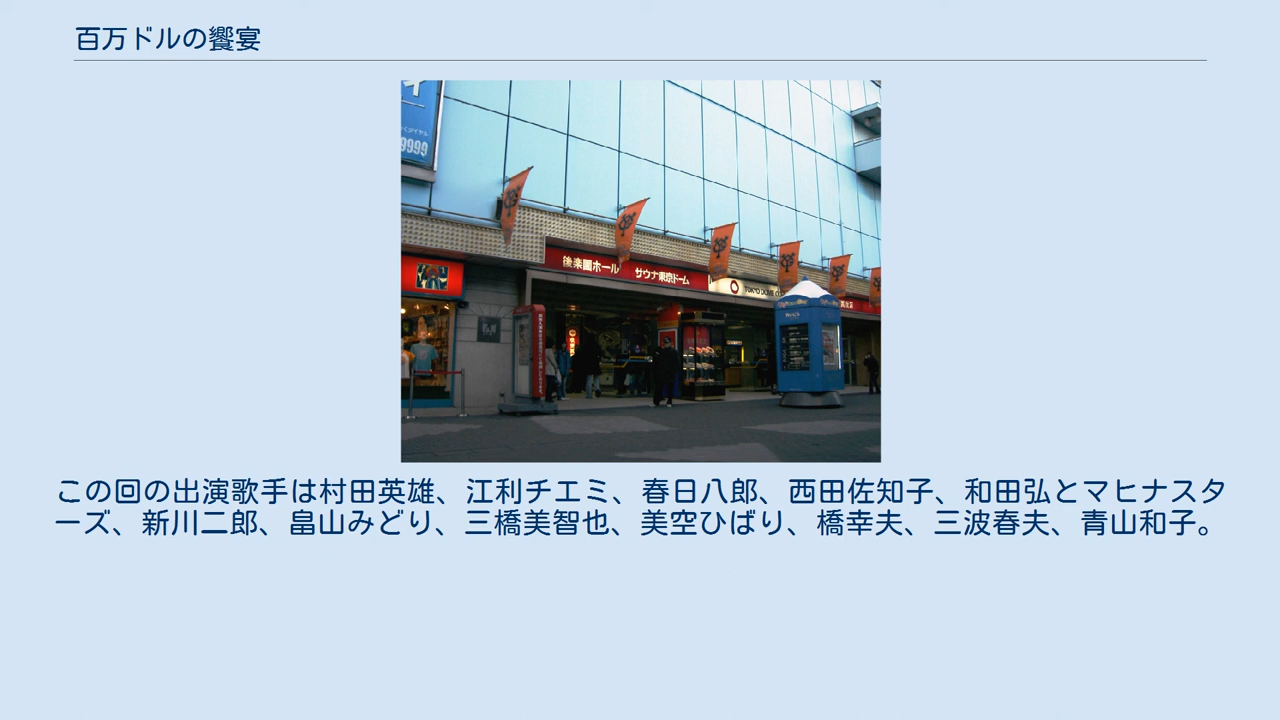 百万ドルの饗宴
9999
後楽園ホール サウナ東京ドーム
TOKYO DOME
この回の出演歌手は村田英雄、江利チエミ、春日八郎、西田佐知子、和田弘とマヒナスタ
ーズ、新川二郎、畠山みどり、三橋美智也、美空ひばり、橋幸夫、三波春夫、青山和子。